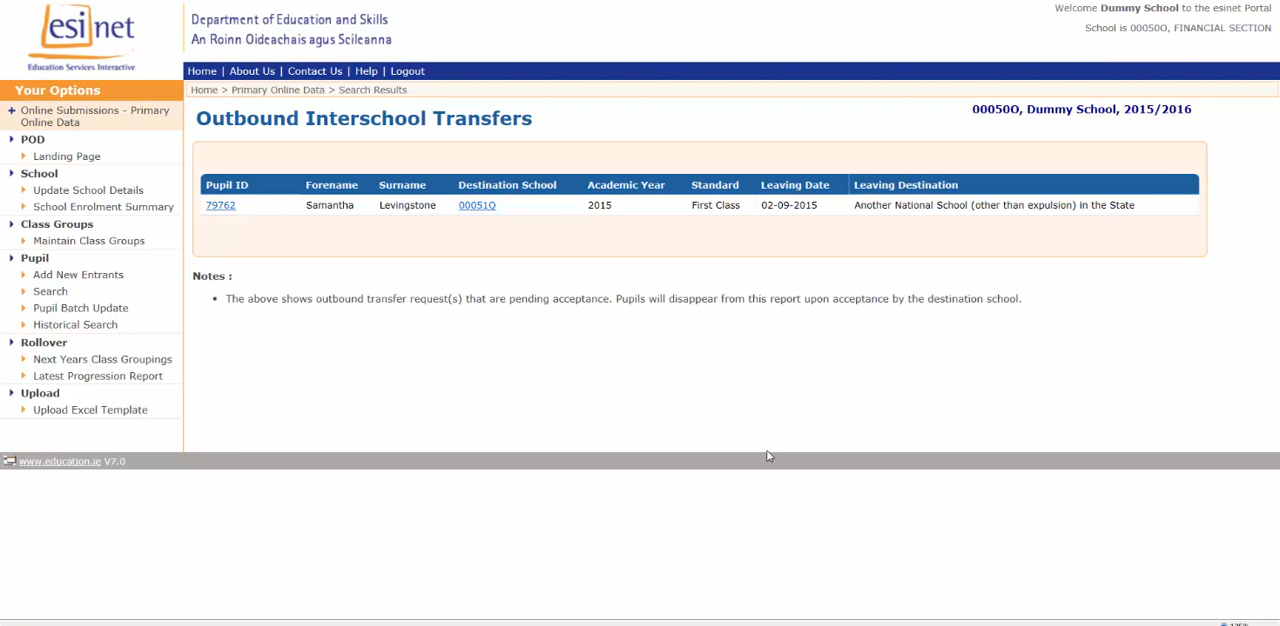 esinet
Education Services Interactive
Department of Education and Skills
An Roinn Oideachais agus Scileanna
Welcome Dummy School to the esinet Portal
School is 00050O, FINANCIAL SECTION
Home | About Us | Contact Us | Help | Logout
Your Options
Online Submissions - Primary
Online Data
POD
Landing Page
School
Update School Details
School Enrolment Summary
Class Groups
Maintain Class Groups
Pupil
Add New Entrants
Search
Pupil Batch Update
Historical Search
Rollover
Next Years Class Groupings
Latest Progression Report
Upload
Upload Excel Template
Home > Primary Online Data > Search Results
Outbound Interschool Transfers
00050O, Dummy School, 2015/2016
Pupil ID Forename Surname Destination School Academic Year Standard Leaving Date Leaving Destination
79762 Samantha Levingstone 00051Q 2015 First Class 02-09-2015 Another National School (other than expulsion) in the State
Notes :
The above shows outbound transfer request(s) that are pending acceptance. Pupils will disappear from this report upon acceptance by the destination school.
www.education.ie V7.0